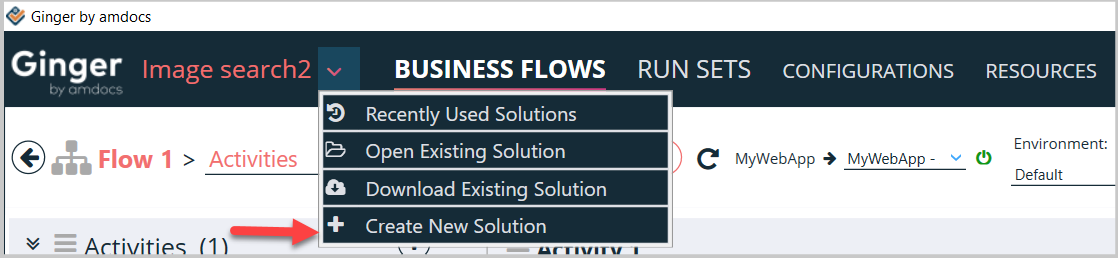 Ginger by amdocs
Ginger by amdocs Image search2 BUSINESS FLOWS RUN SETS CONFIGURATIONS RESOURCES
Recently Used Solutions
Open Existing Solution
Download Existing Solution
Create New Solution
Flow 1 > Activities
MyWebApp MyWebApp -
Environment:
Default
Activities (1)
Activity 1